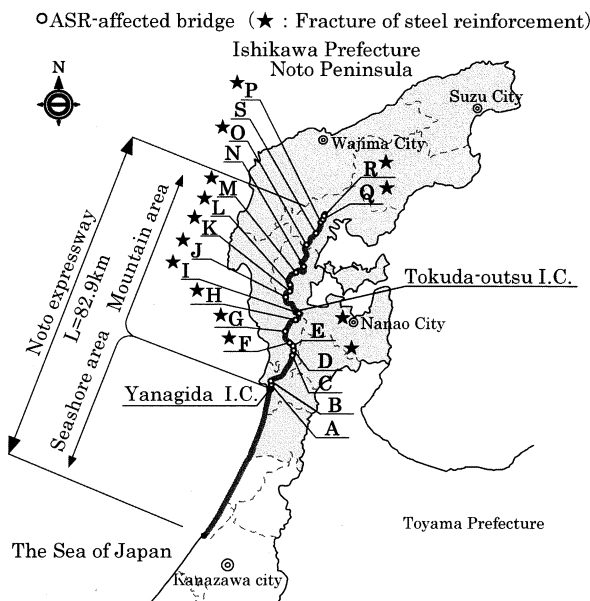 ○ASR-affected bridge (★ : Fracture of steel reinforcement)
Ishikawa Prefecture
Noto Peninsula
N
Suzu City
Wajima City
★P
S
★O
N
★M
★L
★K
★J
★I
★H
★G
★F
R★
Q★
Noto expressway
L=82.9km
Mountain area
Seashore area
Tokuda-outsu I.C.
★Nanao City
E
D★
C
B
A
Yanagida I.C.
Toyama Prefecture
The Sea of Japan
Kanazawa city